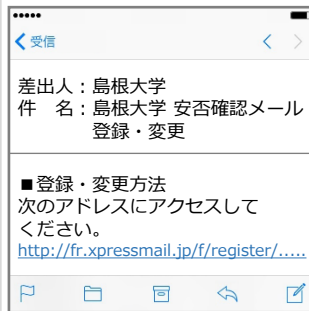 受信
差出人：島根大学
件　名：島根大学 安否確認メール
登録・変更
■登録・変更方法
次のアドレスにアクセスして
ください。
http://fr.xpressmail.jp/f/register/.....